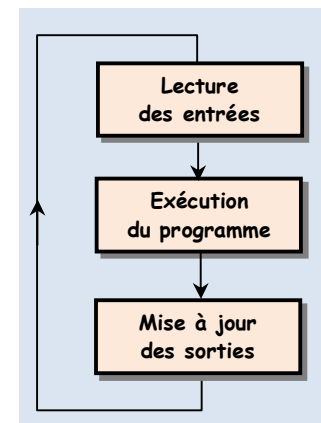 Lecture
des entrées
Exécution
du programme
Mise à jour
des sorties